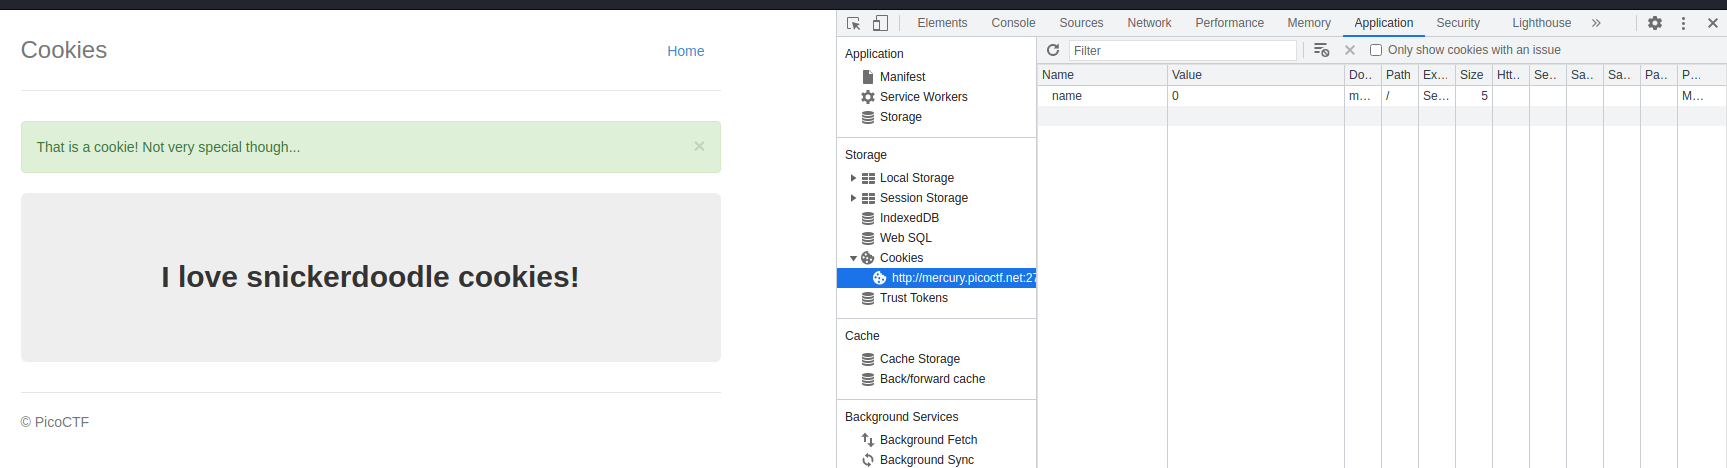 Cookies
Home
That is a cookie! Not very special though...
×
I love snickerdoodle cookies!
© PicoCTF
Elements Console Sources Network Performance Memory Application Security Lighthouse »
Application
Manifest
Service Workers
Storage
Storage
Local Storage
Session Storage
IndexedDB
Web SQL
Cookies
http://mercury.picoctf.net:27
Trust Tokens
Cache
Cache Storage
Back/forward cache
Background Services
Background Fetch
Background Sync
Filter
Only show cookies with an issue
Name Value Do... Path Ex... Size Htt... Se... Sa... Sa... Pa... P...
name 0 m... / Se... 5 M...